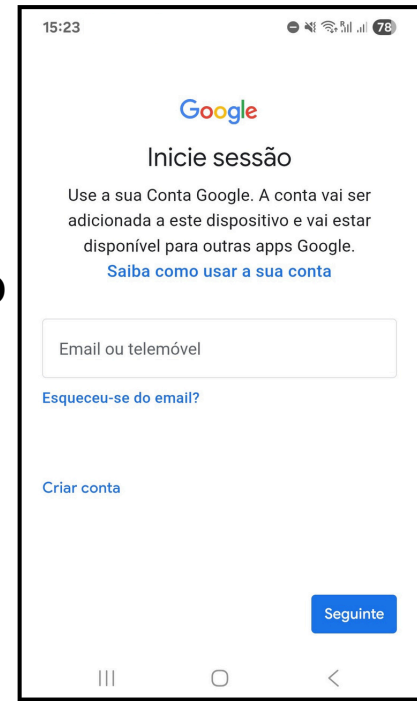 15:23
78
Google
Inicie sessão
Use a sua Conta Google. A conta vai ser
adicionada a este dispositivo e vai estar
disponível para outras apps Google.
Saiba como usar a sua conta
Email ou telemóvel
Esqueceu-se do email?
Criar conta
Seguinte